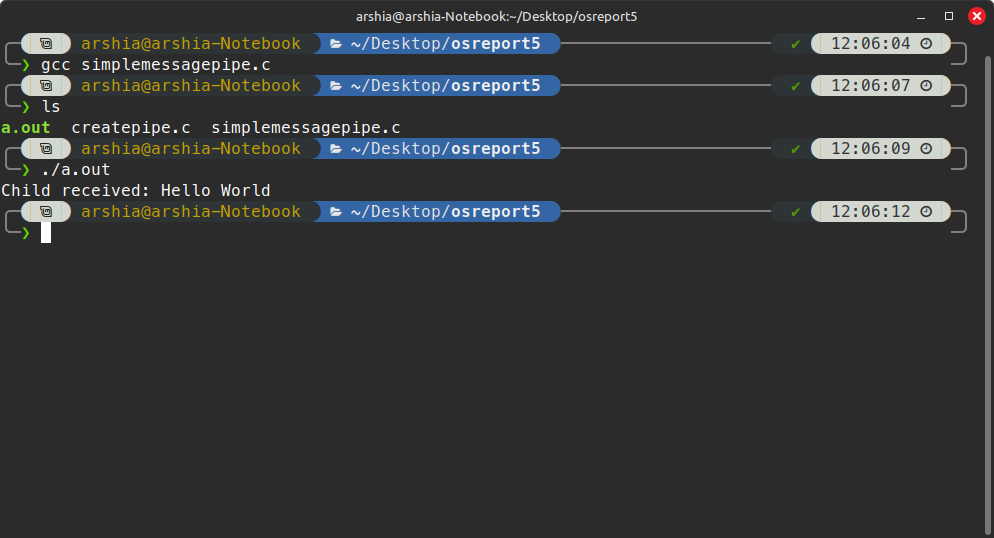 arshia@arshia-Notebook:~/Desktop/osreport5
arshia@arshia-Notebook ~/Desktop/osreport5 ✔ 12:06:04
❯ gcc simplemessagepipe.c
arshia@arshia-Notebook ~/Desktop/osreport5 ✔ 12:06:07
❯ ls
a.out createpipe.c simplemessagepipe.c
arshia@arshia-Notebook ~/Desktop/osreport5 ✔ 12:06:09
❯ ./a.out
Child received: Hello World
arshia@arshia-Notebook ~/Desktop/osreport5 ✔ 12:06:12
❯